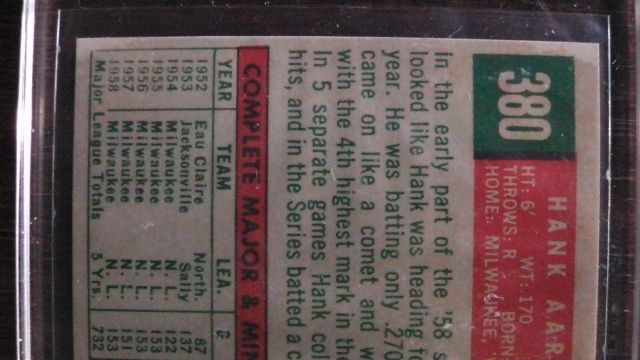 380
HANK AAR
HT: 6' WT: 170
THROWS: R BORN
HOME: MILWAUKEE,
In the early part of the '58 s
looked like Hank was heading fo
year. He was batting only .270
came on like a comet and w
with the 4th highest mark in the
In 5 separate games Hank col
hits, and in the Series batted a c
COMPLETE MAJOR & MIN
YEAR TEAM LEA. G
1952 Eau Claire North. 87
1953 Jacksonville Sally 137
1954 Milwaukee N. L. 122
1955 Milwaukee N. L. 153
1956 Milwaukee N. L. 153
1957 Milwaukee N. L. 151
1958 Milwaukee N. L. 153
Major League Totals 5 Yrs. 732